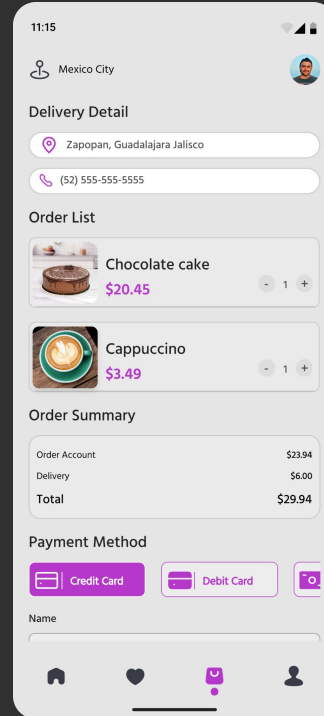 11:15
Mexico City
Delivery Detail
Zapopan, Guadalajara Jalisco
(52) 555-555-5555
Order List
Chocolate cake
$20.45
- 1 +
Cappuccino
$3.49
- 1 +
Order Summary
Order Account $23.94
Delivery $6.00
Total $29.94
Payment Method
Credit Card Debit Card
Name